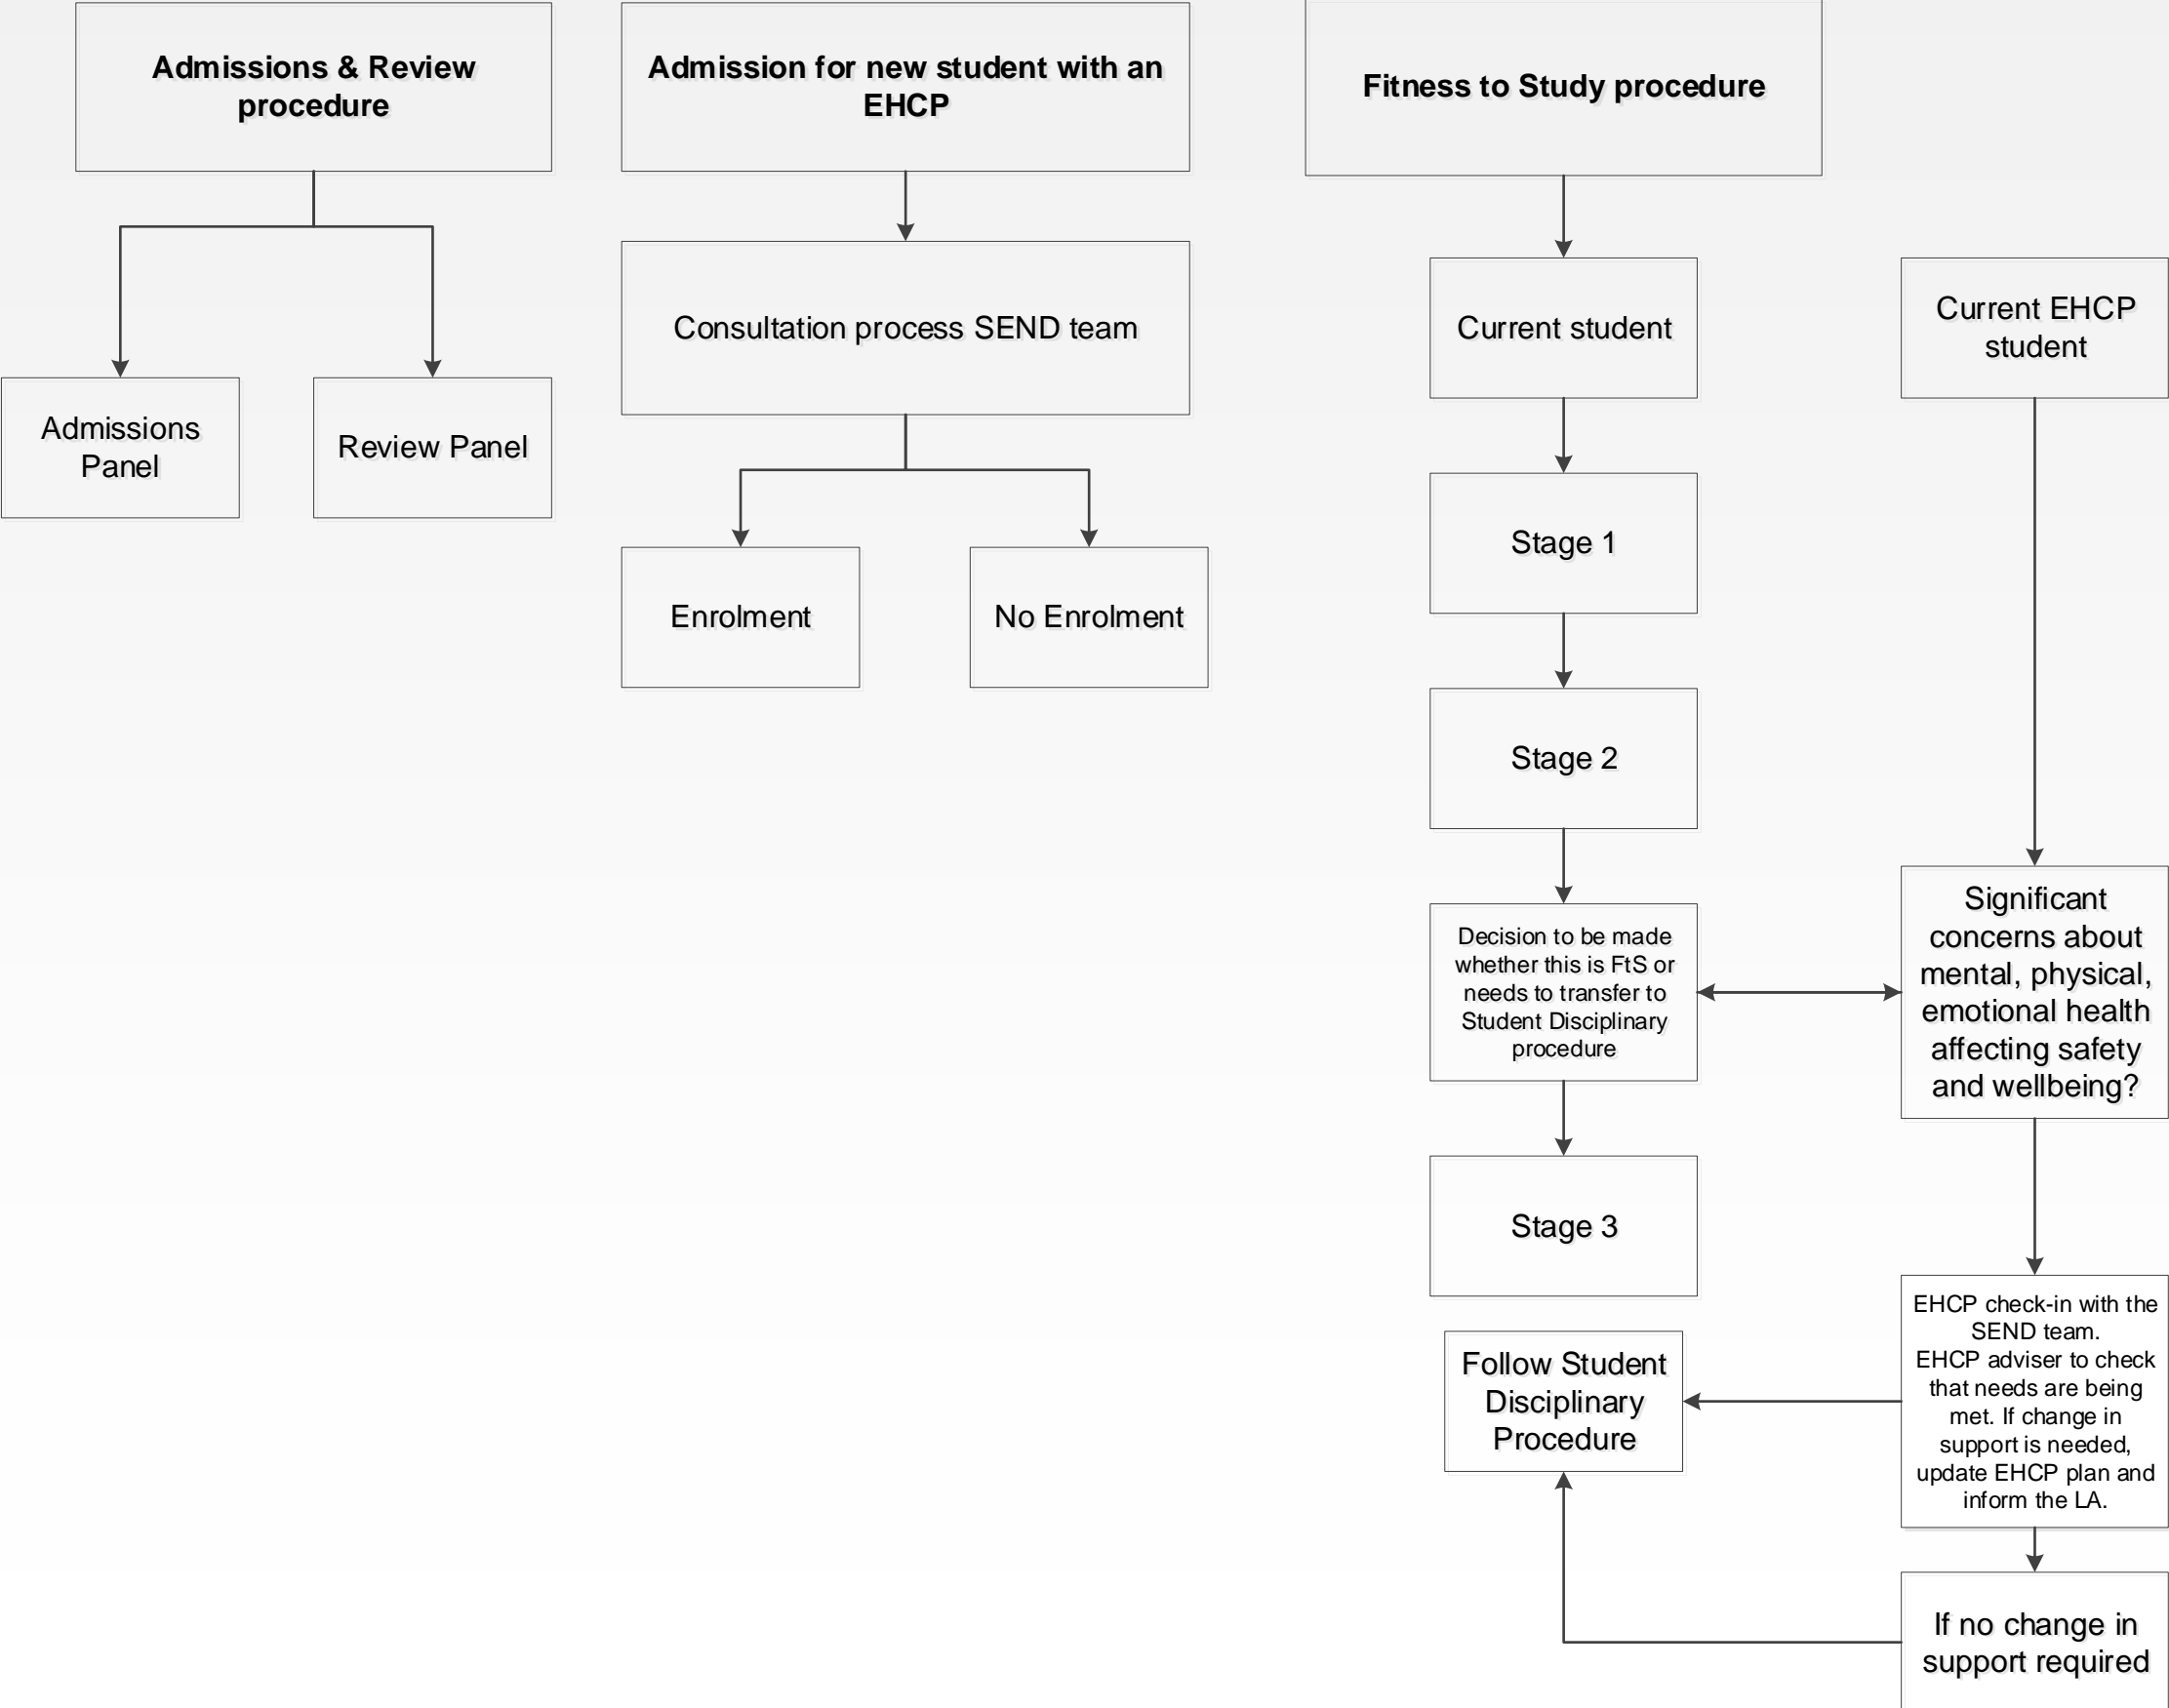 Admissions & Review
procedure
Admissions
Panel
Review Panel
Admission for new student with an
EHCP
Consultation process SEND team
Enrolment
No Enrolment
Fitness to Study procedure
Current student
Stage 1
Stage 2
Decision to be made
whether this is FtS or
needs to transfer to
Student Disciplinary
procedure
Stage 3
Follow Student
Disciplinary
Procedure
Current EHCP
student
Significant
concerns about
mental, physical,
emotional health
affecting safety
and wellbeing?
EHCP check-in with the
SEND team.
EHCP adviser to check
that needs are being
met. If change in
support is needed,
update EHCP plan and
inform the LA.
If no change in
support required